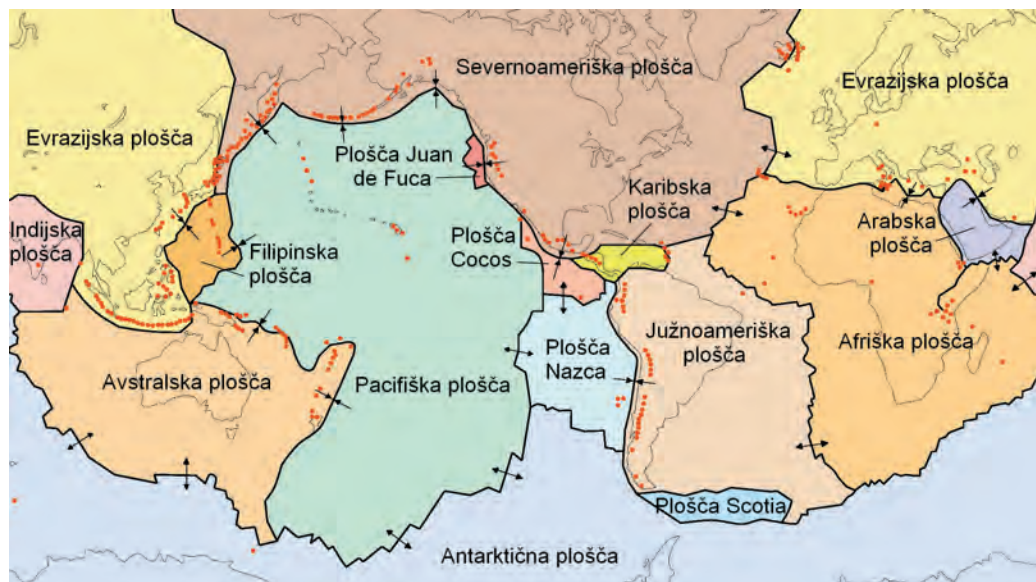 Severnoameriška plošča
Evrazijska plošča
Evrazijska plošča
Plošča Juan
de Fuca
Karibska
plošča
Indijska
plošča
Filipinska
plošča
Plošča
Cocos
Arabska
plošča
Južnoameriška
plošča
Afriška plošča
Plošča
Nazca
Avstralska plošča
Pacifiška plošča
Plošča Scotia
Antarktična plošča